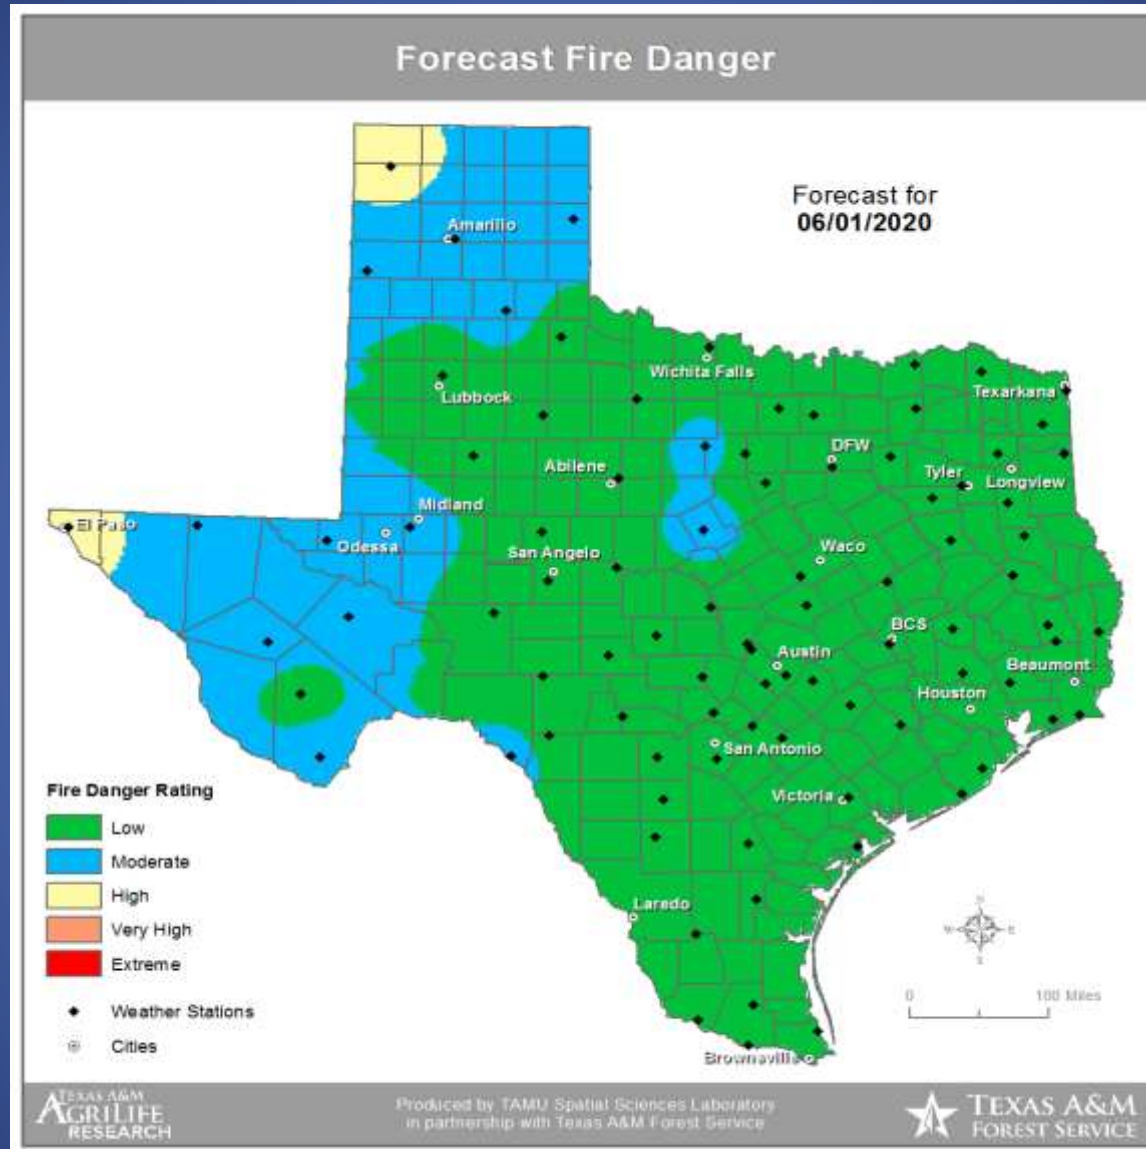 Forecast Fire Danger
Forecast for
06/01/2020
Amarillo
Wichita Falls
Lubbock
Texarkana
DFW
Abilene
Tyler
Longview
Midland
El Paso
Odessa
San Angelo
Waco
BCS
Austin
Beaumont
Houston
San Antonio
Victoria
Laredo
Brownsville
Fire Danger Rating
Low
Moderate
High
Very High
Extreme
Weather Stations
Cities
N
W E
S
0 100 Miles
TEXAS A&M
AGRILIFE
RESEARCH
Produced by TAMU Spatial Sciences Laboratory
in partnership with Texas A&M Forest Service
TEXAS A&M
FOREST SERVICE